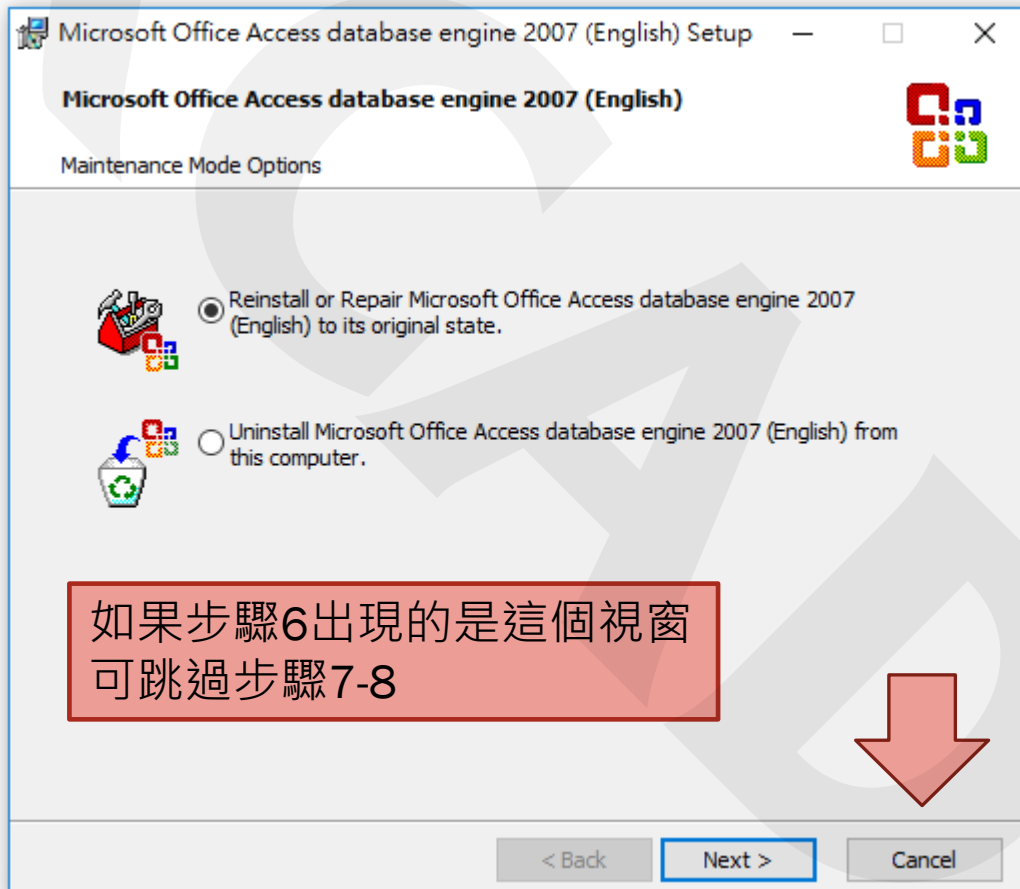 Microsoft Office Access database engine 2007 (English) Setup
Microsoft Office Access database engine 2007 (English)
Maintenance Mode Options
Reinstall or Repair Microsoft Office Access database engine 2007
(English) to its original state.
Uninstall Microsoft Office Access database engine 2007 (English) from
this computer.
如果步驟6出現的是這個視窗
可跳過步驟7-8
< Back
Next >
Cancel